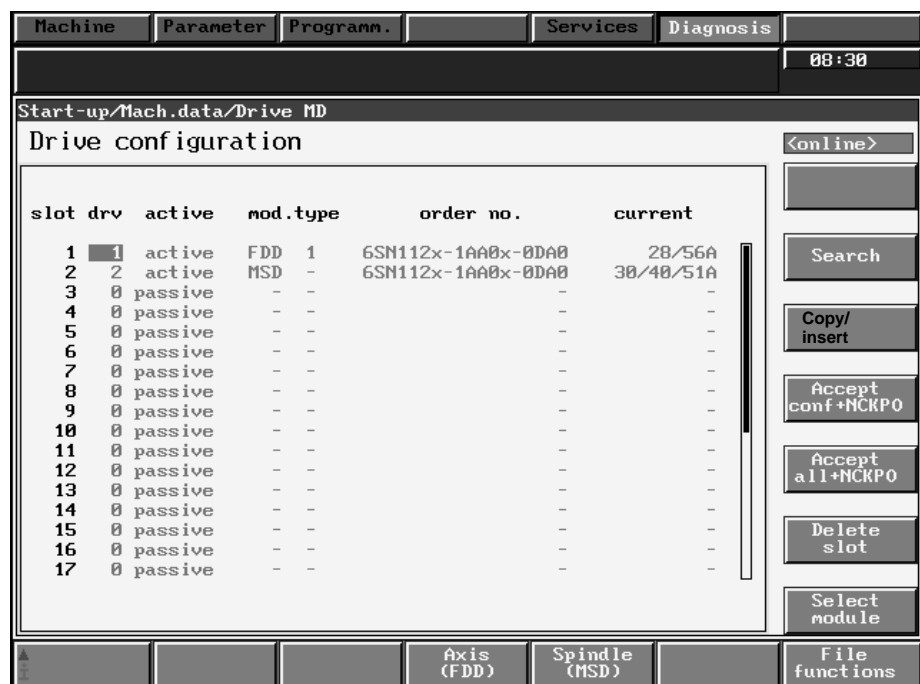 Machine Parameter Programm. Services Diagnosis
08:30
Start-up/Mach.data/Drive MD
Drive configuration
<online>
slot drv active mod.type order no. current
1 1 active FDD 1 6SN112x-1AA0x-0DA0 28/56A
2 2 active MSD - 6SN112x-1AA0x-0DA0 30/40/51A
3 0 passive - - - -
4 0 passive - - - -
5 0 passive - - - -
6 0 passive - - - -
7 0 passive - - - -
8 0 passive - - - -
9 0 passive - - - -
10 0 passive - - - -
11 0 passive - - - -
12 0 passive - - - -
13 0 passive - - - -
14 0 passive - - - -
15 0 passive - - - -
16 0 passive - - - -
17 0 passive - - - -
Search
Copy/
insert
Accept
conf+NCKPO
Accept
all+NCKPO
Delete
slot
Select
module
Axis
(FDD)
Spindle
(MSD)
File
functions